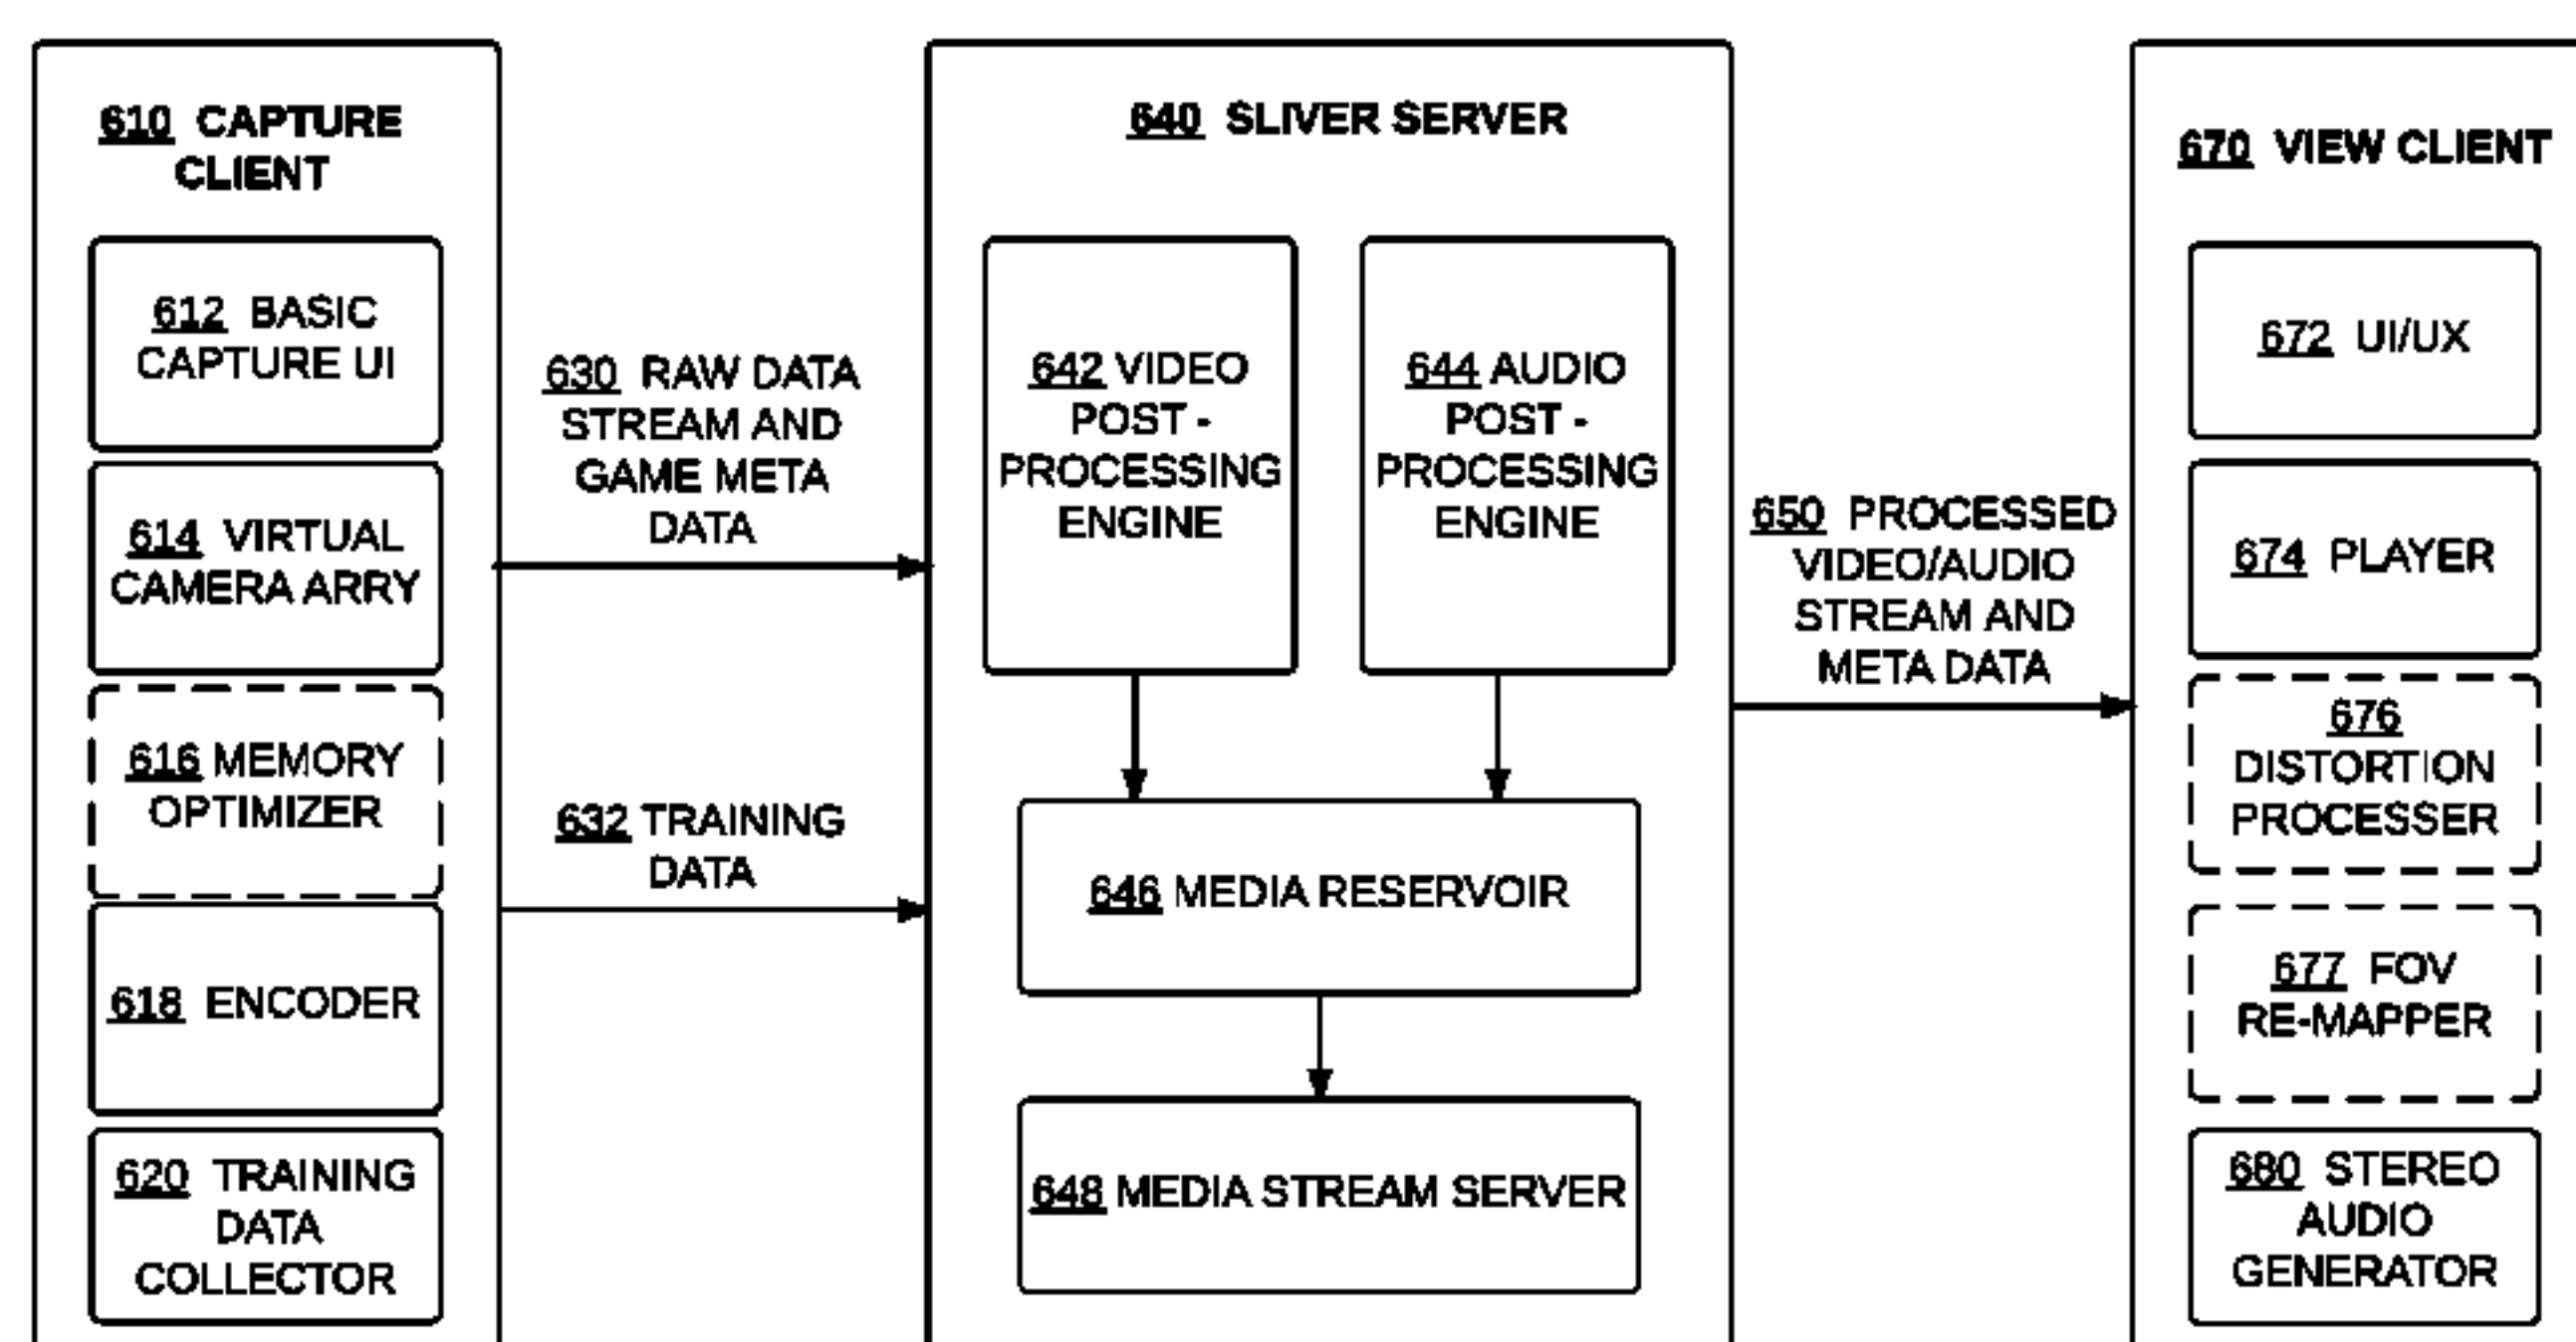 610 CAPTURE
CLIENT
612 BASIC
CAPTURE UI
614 VIRTUAL
CAMERA ARRY
616 MEMORY
OPTIMIZER
618 ENCODER
620 TRAINING
DATA
COLLECTOR
630 RAW DATA
STREAM AND
GAME META
DATA
632 TRAINING
DATA
640 SLIVER SERVER
642 VIDEO
POST -
PROCESSING
ENGINE
644 AUDIO
POST -
PROCESSING
ENGINE
646 MEDIA RESERVOIR
648 MEDIA STREAM SERVER
650 PROCESSED
VIDEO/AUDIO
STREAM AND
META DATA
670 VIEW CLIENT
672 UI/UX
674 PLAYER
676
DISTORTION
PROCESSER
677 FOV
RE-MAPPER
680 STEREO
AUDIO
GENERATOR